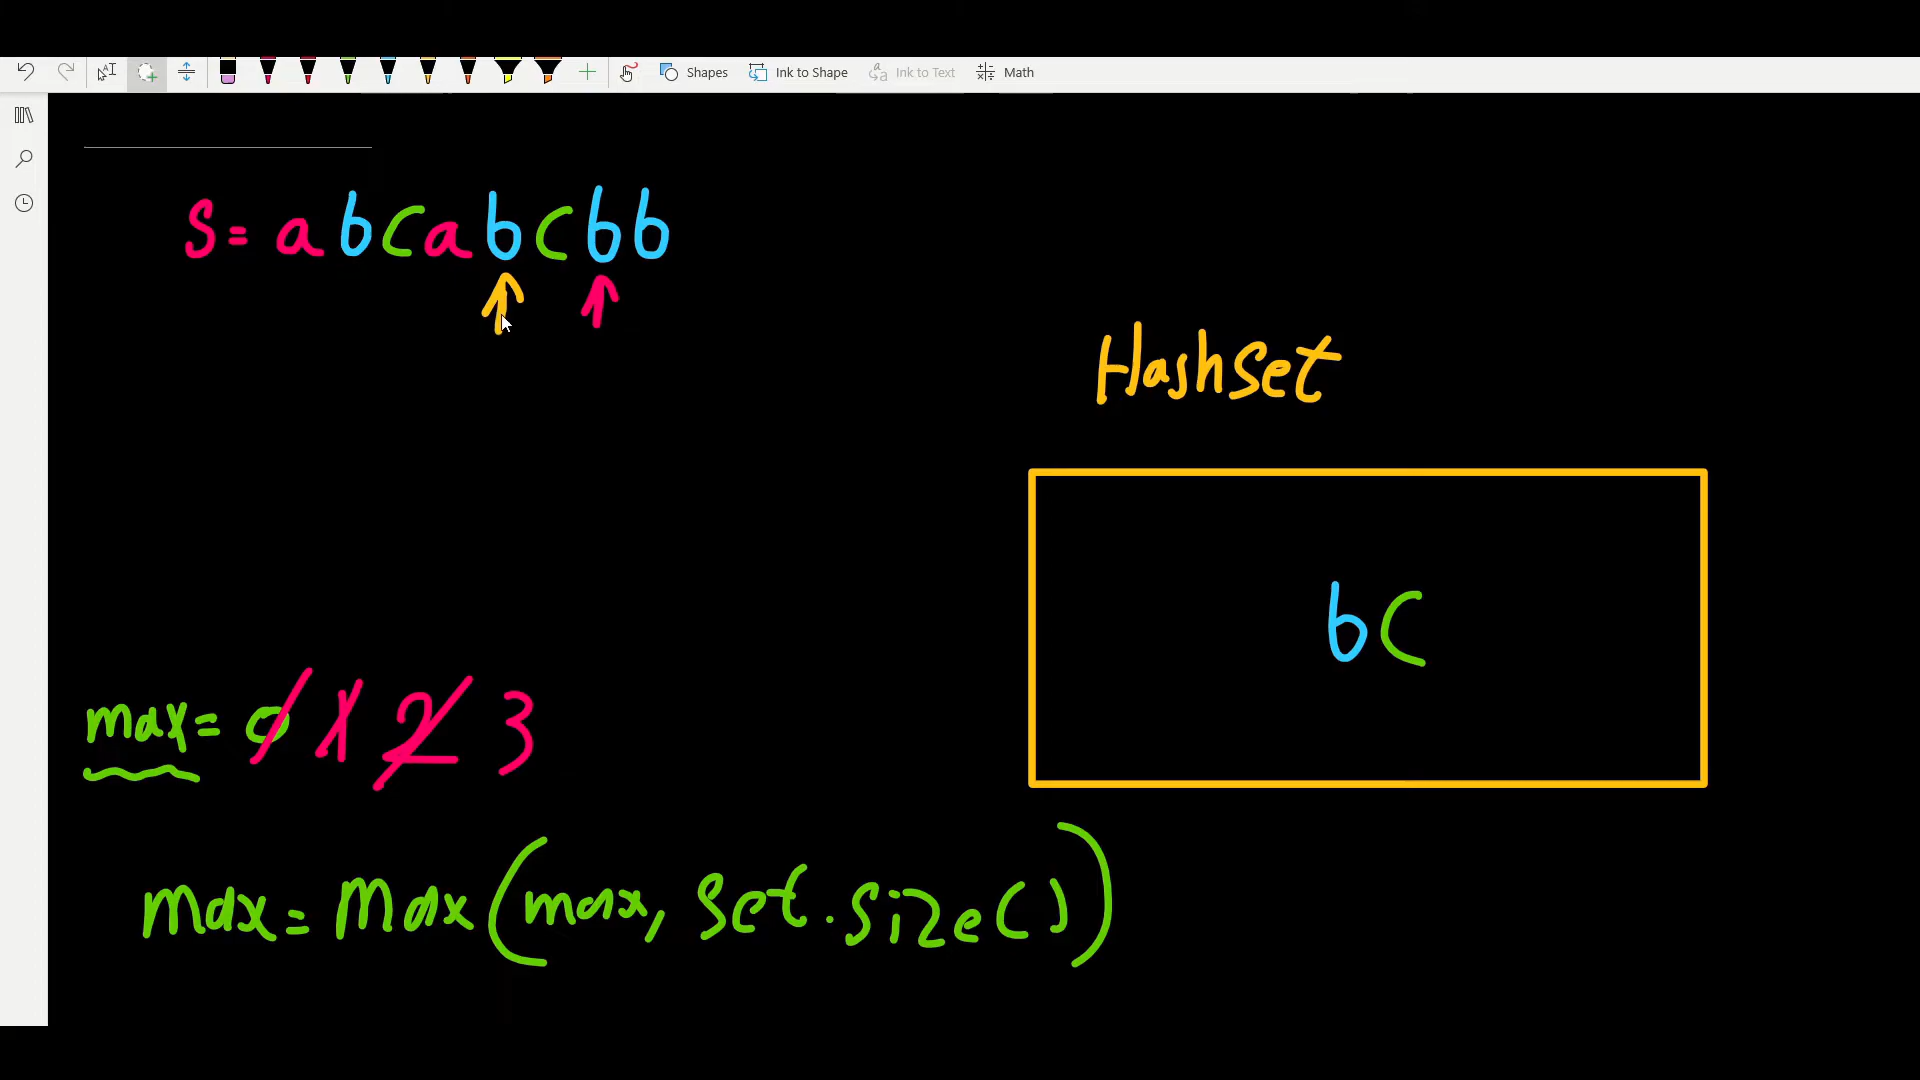 Shapes Ink to Shape Ink to Text Math
S= abcabcbb
HashSet
bc
max= 0 1 2 3
max= Max(max, set.size())